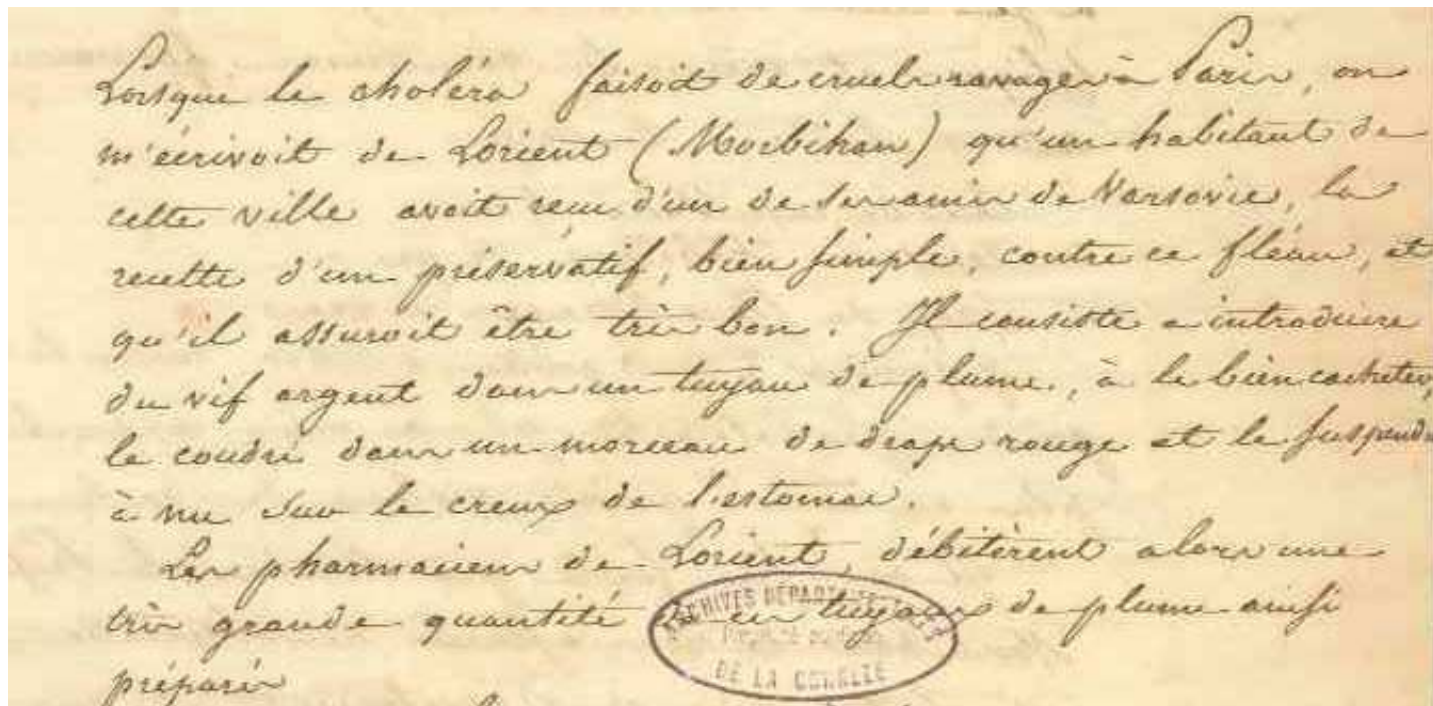 Lorsque le choléra faisoit de cruels ravages à Paris, on
m'écrivoit de Lorient (Morbihan) qu'un habitant de
cette ville avoit reçu d'un de ses amis de Varsovie, la
recette d'un préservatif, bien simple, contre ce fléau, et
qu'il assuroit être très bon. Il consiste a introduire
du vif argent dans un tuyau de plume, à le bien cacheter,
le coudre dans un morceau de drap rouge et le suspendre
à nu sur le creux de l'estomac.
Les pharmaciens de Lorient, débitèrent alors une
très grande quantité de ces tuyaux de plume ainsi
préparés
ARCHIVES DÉPARTEMENTALES
DE LA CORRÈZE